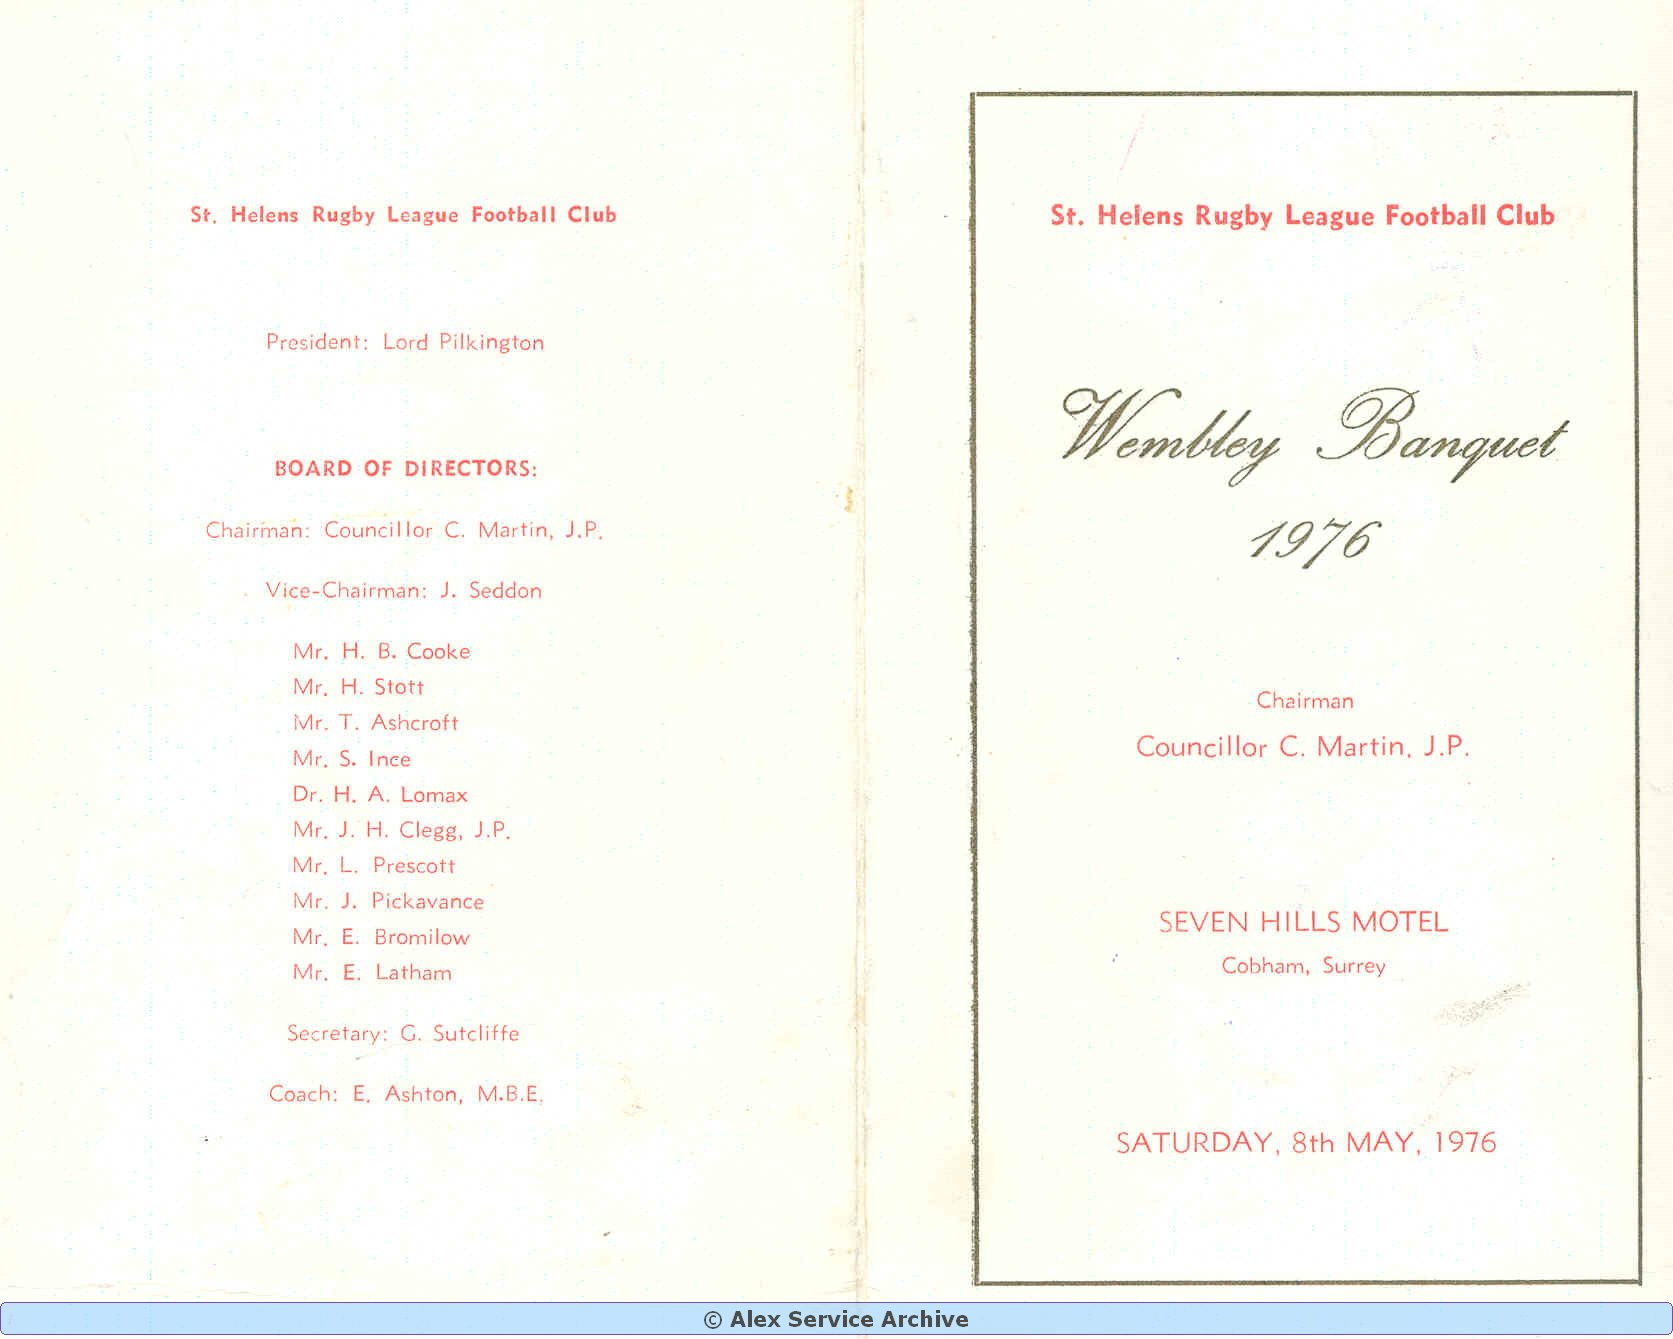 St. Helens Rugby League Football Club
President: Lord Pilkington
BOARD OF DIRECTORS:
Chairman: Councillor C. Martin, J.P.
Vice-Chairman: J. Seddon
Mr. H. B. Cooke
Mr. H. Stott
Mr. T. Ashcroft
Mr. S. Ince
Dr. H. A. Lomax
Mr. J. H. Clegg, J.P.
Mr. L. Prescott
Mr. J. Pickavance
Mr. E. Bromilow
Mr. E. Latham
Secretary: G. Sutcliffe
Coach: E. Ashton, M.B.E.
St. Helens Rugby League Football Club
Wembley Banquet
1976
Chairman
Councillor C. Martin, J.P.
SEVEN HILLS MOTEL
Cobham, Surrey
SATURDAY, 8th MAY, 1976
© Alex Service Archive